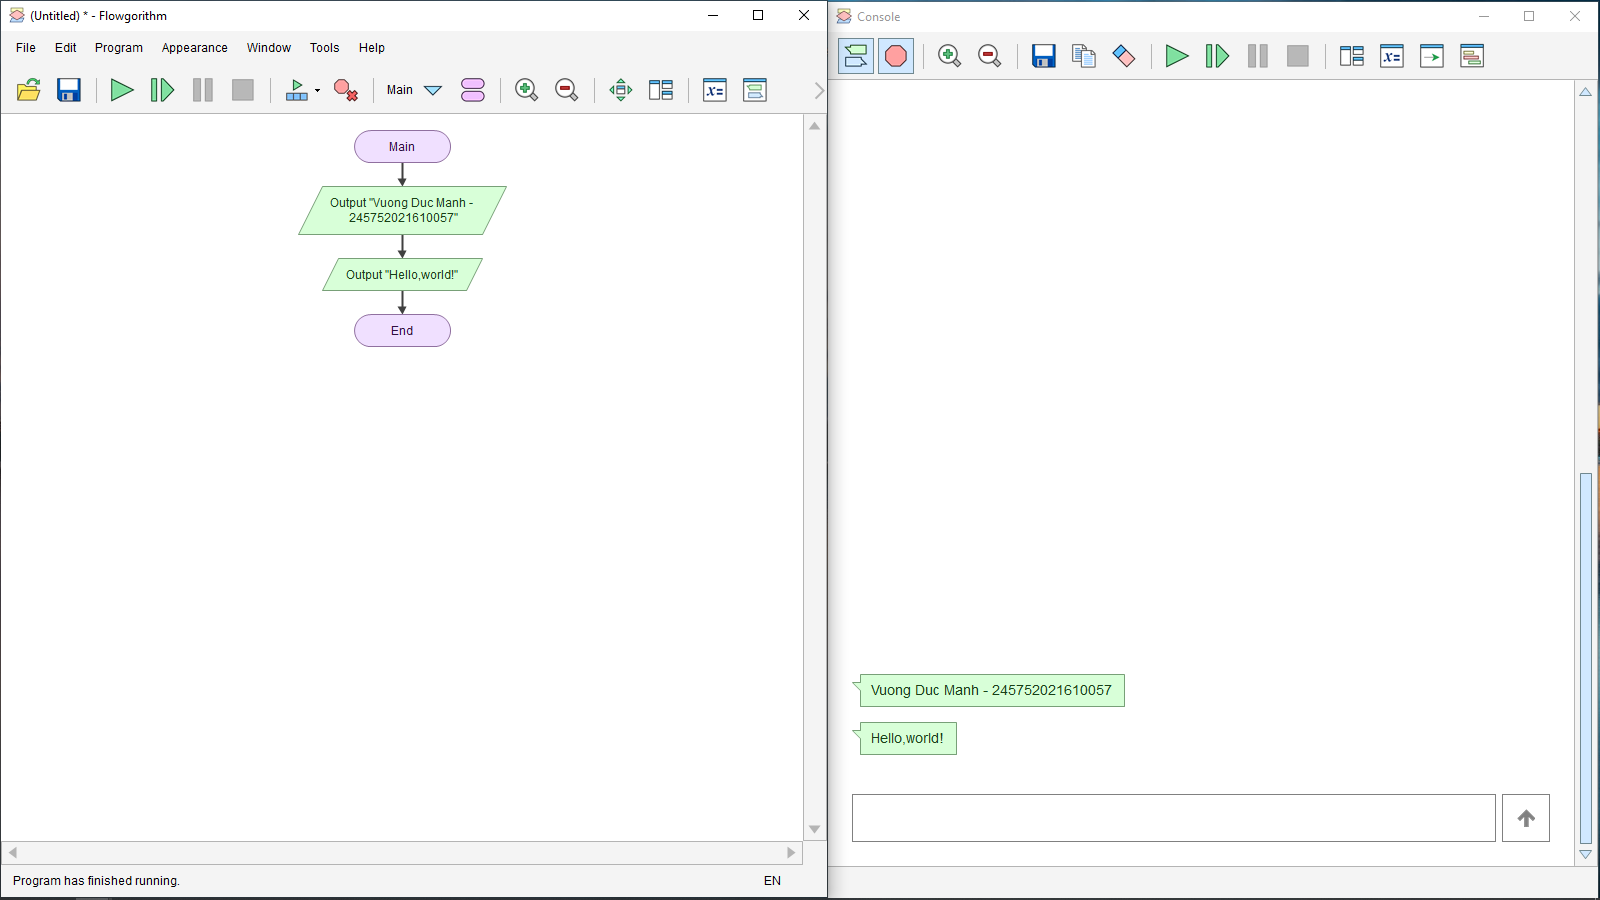 (Untitled) * - Flowgorithm
File Edit Program Appearance Window Tools Help
Main
x=
Main
Output "Vuong Duc Manh -
245752021610057"
Output "Hello,world!"
End
Program has finished running.
EN
Console
x=
Vuong Duc Manh - 245752021610057
Hello,world!